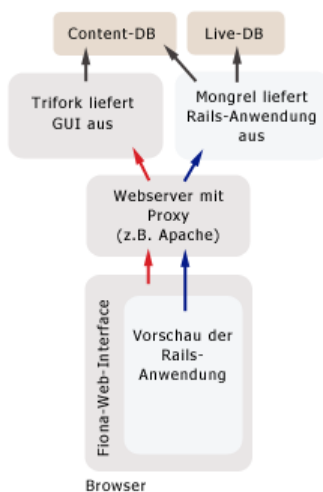 Content-DB
Live-DB
Trifork liefert
GUI aus
Mongrel liefert
Rails-Anwendung
aus
Webserver mit
Proxy
(z.B. Apache)
Fiona-Web-Interface
Vorschau der
Rails-
Anwendung
Browser